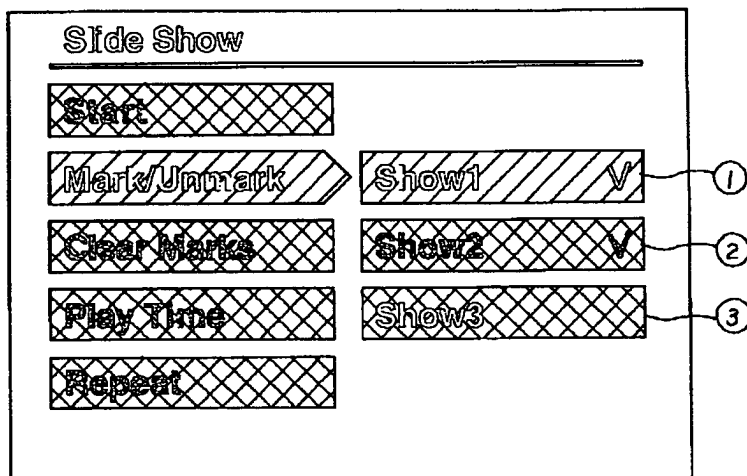 Slide Show
Start
Mark/Unmark Show1 V 1
Clear Marks Show2 V 2
Play Time Show3 3
Repeat